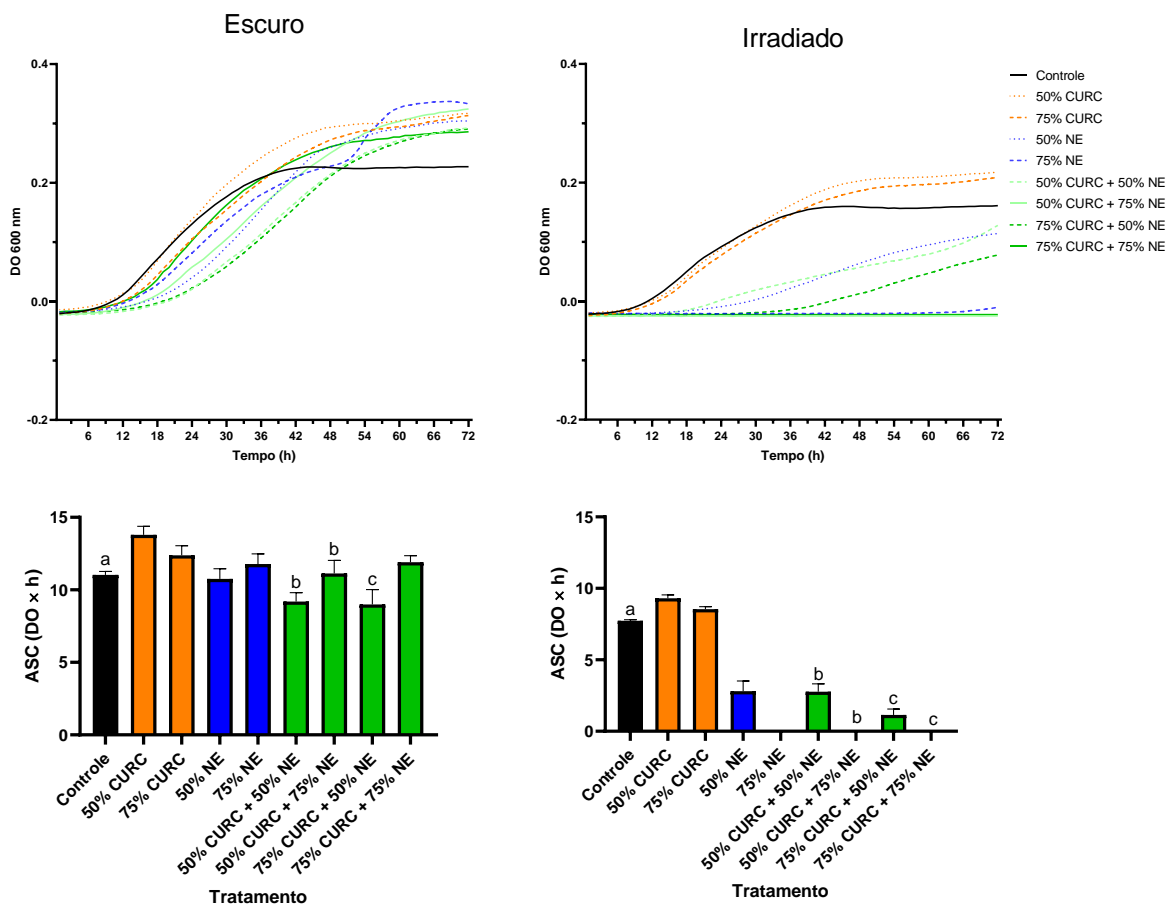 Escuro
0.4
0.2
0.0
-0.2
DO 600 nm
6 12 18 24 30 36 42 48 54 60 66 72
Tempo (h)
Irradiado
0.4
0.2
0.0
-0.2
DO 600 nm
6 12 18 24 30 36 42 48 54 60 66 72
Tempo (h)
Controle
50% CURC
75% CURC
50% NE
75% NE
50% CURC + 50% NE
50% CURC + 75% NE
75% CURC + 50% NE
75% CURC + 75% NE
15
10
5
0
ASC (DO × h)
a
b
b
c
Controle
50% CURC
75% CURC
50% NE
75% NE
50% CURC + 50% NE
50% CURC + 75% NE
75% CURC + 50% NE
75% CURC + 75% NE
Tratamento
15
10
5
0
ASC (DO × h)
a
b
b
c
c
Controle
50% CURC
75% CURC
50% NE
75% NE
50% CURC + 50% NE
50% CURC + 75% NE
75% CURC + 50% NE
75% CURC + 75% NE
Tratamento